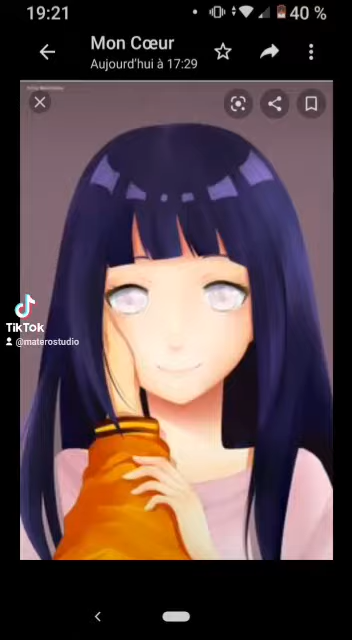 19:21
40 %
Mon Cœur
Aujourd'hui à 17:29
TikTok
@materostudio